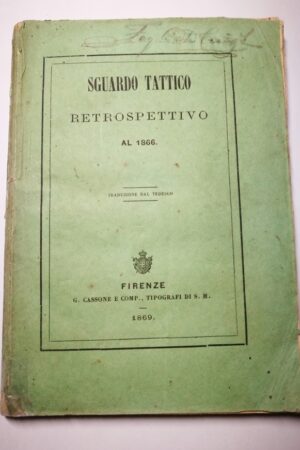 SGUARDO TATTICO
RETROSPETTIVO
AL 1866.
TRADUZIONE DAL TEDESCO
FIRENZE
G. CASSONE E COMP., TIPOGRAFI DI S. M.
1869.